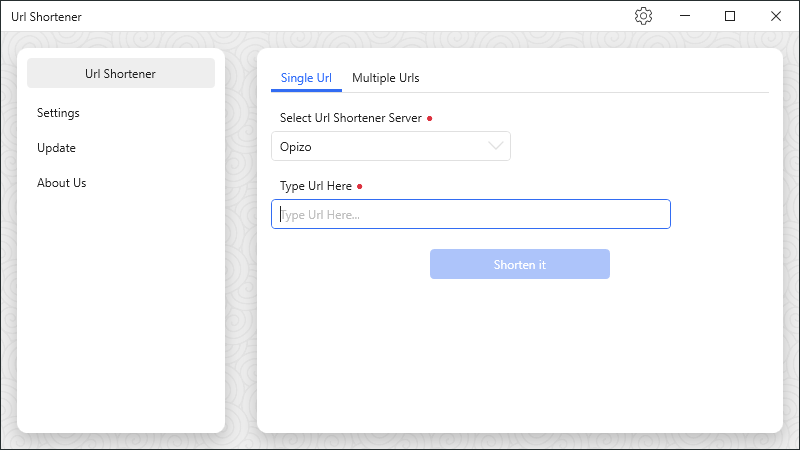 Url Shortener
Url Shortener
Settings
Update
About Us
Single Url
Multiple Urls
Select Url Shortener Server
Opizo
Type Url Here
Type Url Here...
Shorten it